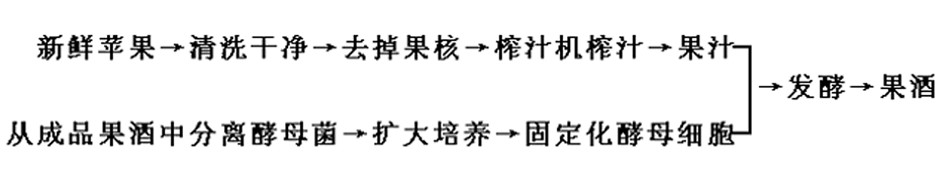 新鲜苹果→清洗干净→去掉果核→榨汁机榨汁→果汁
→发酵→果酒
从成品果酒中分离酵母菌→扩大培养→固定化酵母细胞